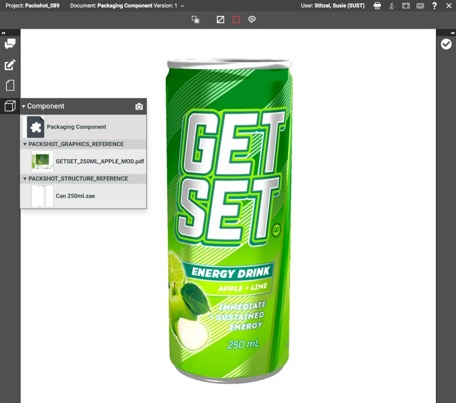 Project: Packshot_089 Document: Packaging Component Version: 1 User: Stitzel, Susie (SUST)
Component
Packaging Component
PACKSHOT_GRAPHICS_REFERENCE
GETSET_250ML_APPLE_MOD.pdf
PACKSHOT_STRUCTURE_REFERENCE
Can 250ml.zae
GET
SET
ENERGY DRINK
APPLE + LIME
IMMEDIATE
SUSTAINED
ENERGY
250 mL